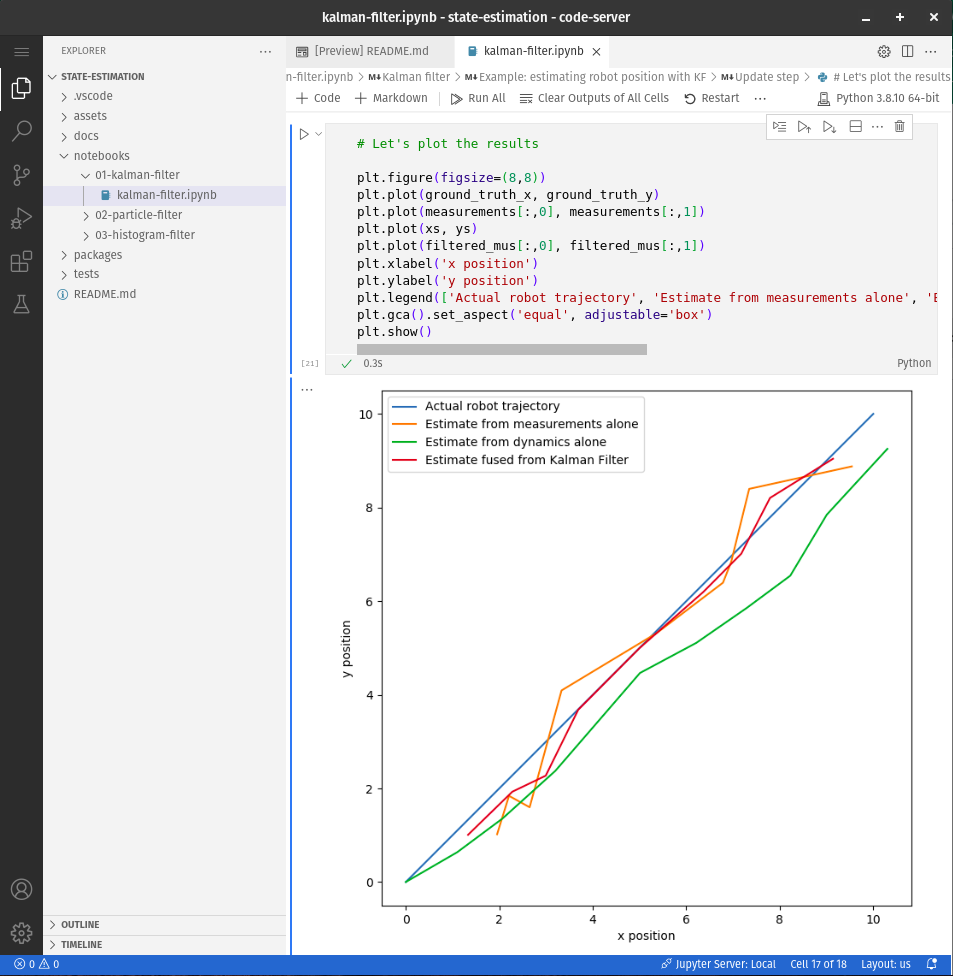 kalman-filter.ipynb - state-estimation - code-server
EXPLORER
[Preview] README.md
kalman-filter.ipynb
n-filter.ipynb > M↓Kalman filter > M↓Example: estimating robot position with KF > M↓Update step > # Let's plot the results
+ Code + Markdown Run All Clear Outputs of All Cells Restart ... Python 3.8.10 64-bit
STATE-ESTIMATION
.vscode
assets
docs
notebooks
01-kalman-filter
kalman-filter.ipynb
02-particle-filter
03-histogram-filter
packages
tests
README.md
OUTLINE
TIMELINE
# Let's plot the results
plt.figure(figsize=(8,8))
plt.plot(ground_truth_x, ground_truth_y)
plt.plot(measurements[:,0], measurements[:,1])
plt.plot(xs, ys)
plt.plot(filtered_mus[:,0], filtered_mus[:,1])
plt.xlabel('x position')
plt.ylabel('y position')
plt.legend(['Actual robot trajectory', 'Estimate from measurements alone', 'E
plt.gca().set_aspect('equal', adjustable='box')
plt.show()
[21] 0.3s Python
Actual robot trajectory
Estimate from measurements alone
Estimate from dynamics alone
Estimate fused from Kalman Filter
10
8
6
4
2
0
y position
0 2 4 6 8 10
x position
0 0 Jupyter Server: Local Cell 17 of 18 Layout: us